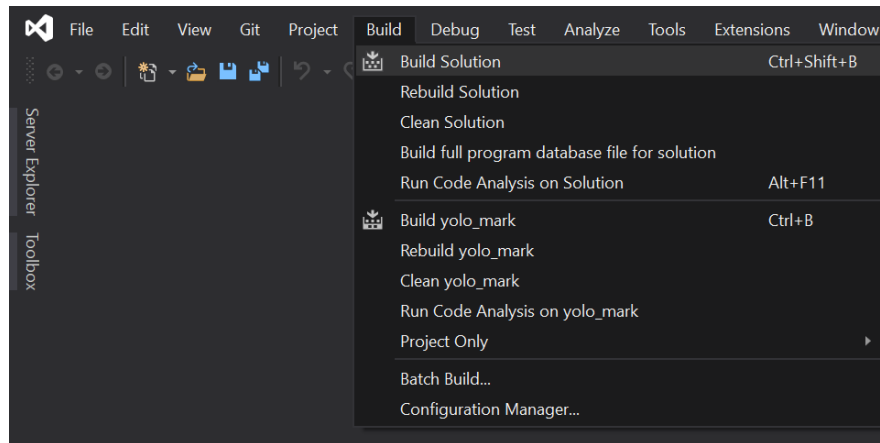 File Edit View Git Project Build Debug Test Analyze Tools Extensions Window
Build Solution Ctrl+Shift+B
Rebuild Solution
Clean Solution
Build full program database file for solution
Run Code Analysis on Solution Alt+F11
Build yolo_mark Ctrl+B
Rebuild yolo_mark
Clean yolo_mark
Run Code Analysis on yolo_mark
Project Only
Batch Build...
Configuration Manager...
Server Explorer
Toolbox